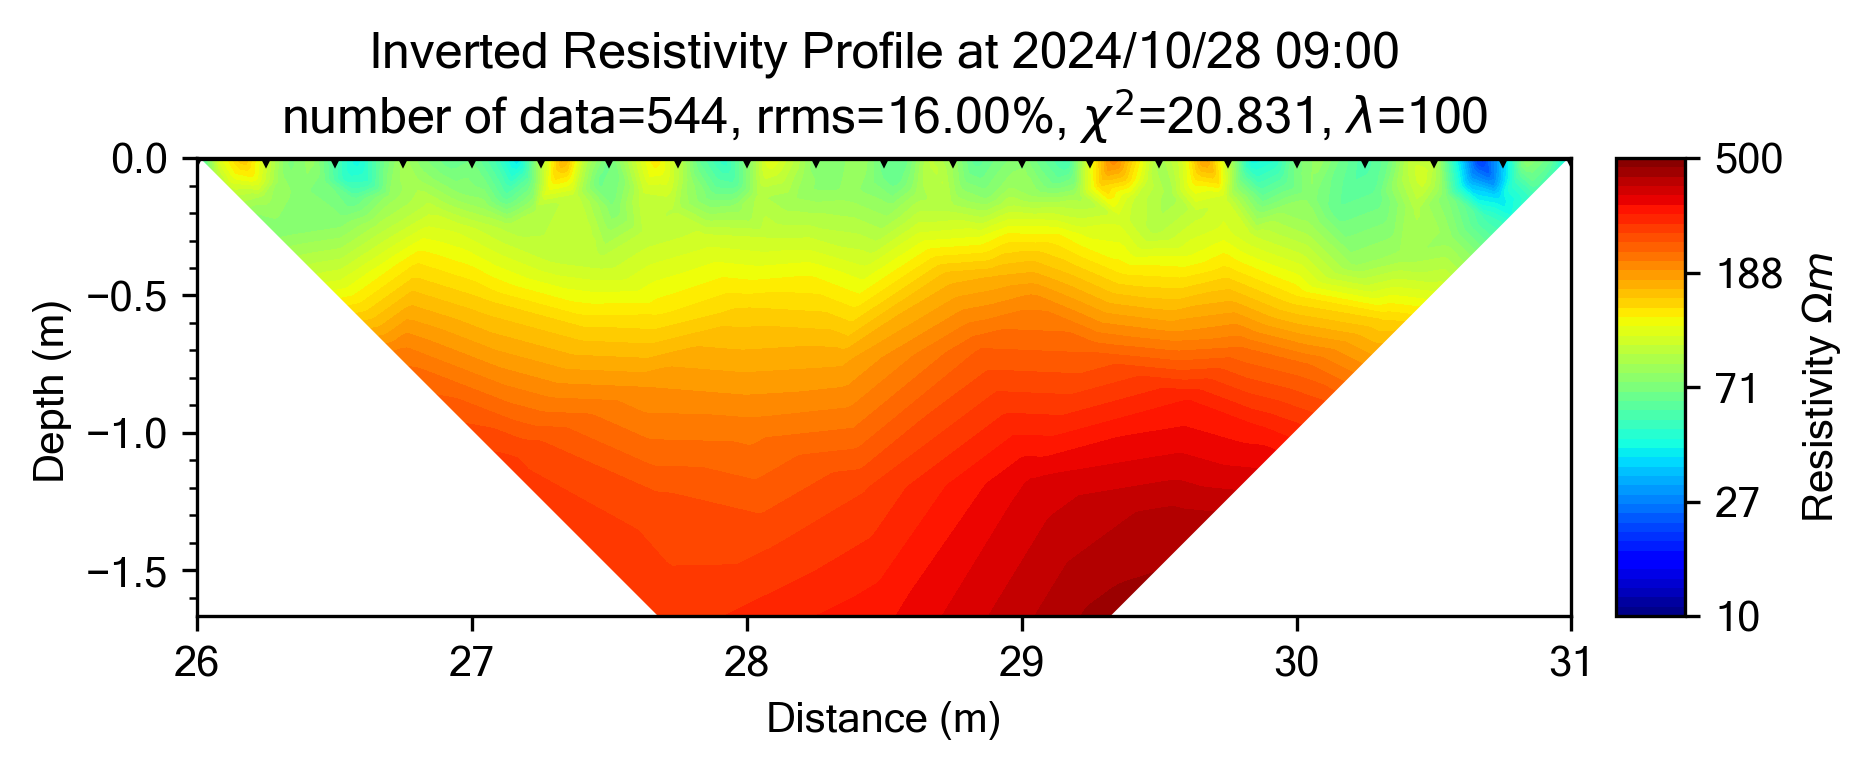 Inverted Resistivity Profile at 2024/10/28 09:00
number of data=544, rrms=16.00%, χ²=20.831, λ=100
0.0
−0.5
−1.0
−1.5
Depth (m)
26 27 28 29 30 31
Distance (m)
500
188
71
27
10
Resistivity Ωm